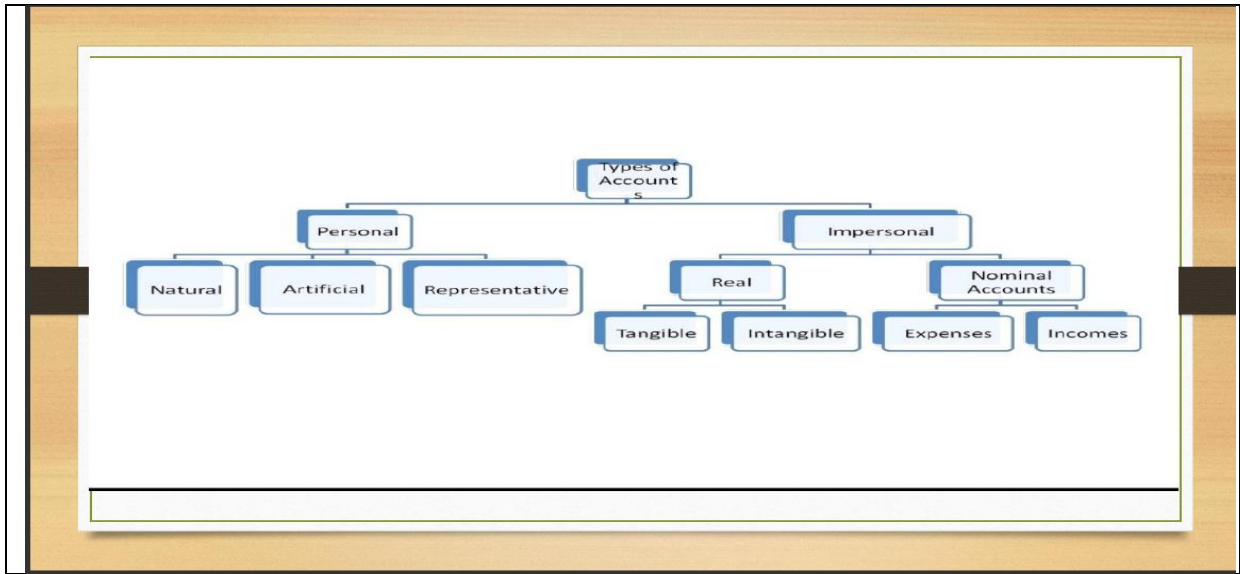 Types of
Account
s
Personal
Impersonal
Natural
Artificial
Representative
Real
Nominal
Accounts
Tangible
Intangible
Expenses
Incomes